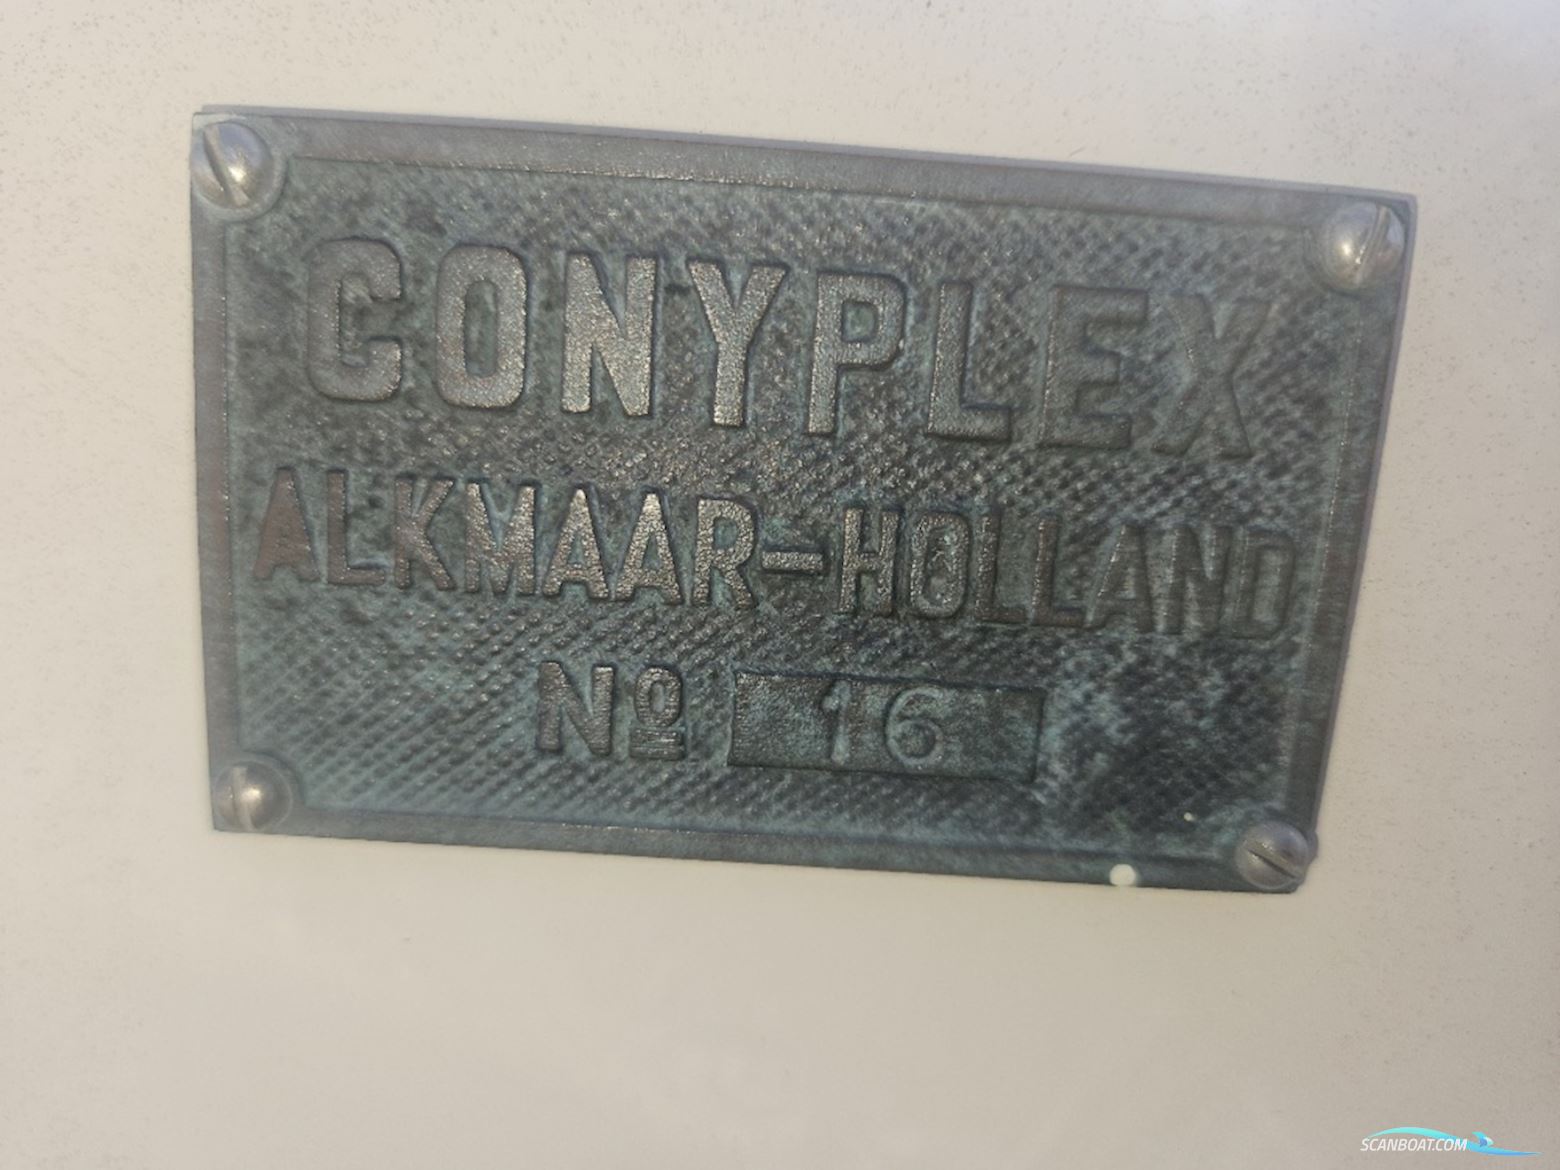 CONYPLEX
ALKMAAR-HOLLAND
Nº 16
SCANBOAT.COM